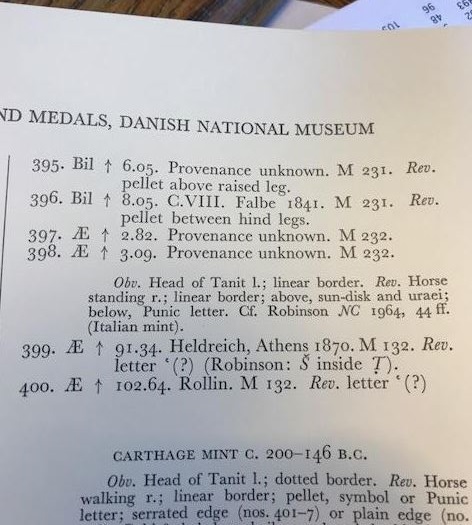 ND MEDALS, DANISH NATIONAL MUSEUM
395. Bil ↑ 6.05. Provenance unknown. M 231. Rev.
pellet above raised leg.
396. Bil ↑ 8.05. C.VIII. Falbe 1841. M 231. Rev.
pellet between hind legs.
397. Æ ↑ 2.82. Provenance unknown. M 232.
398. Æ ↑ 3.09. Provenance unknown. M 232.
Obv. Head of Tanit l.; linear border. Rev. Horse
standing r.; linear border; above, sun-disk and uraei;
below, Punic letter. Cf. Robinson NC 1964, 44 ff.
(Italian mint).
399. Æ ↑ 91.34. Heldreich, Athens 1870. M 132. Rev.
letter ʿ(?) (Robinson: Š inside Ṭ).
400. Æ ↑ 102.64. Rollin. M 132. Rev. letter ʿ(?)
CARTHAGE MINT C. 200–146 B.C.
Obv. Head of Tanit l.; dotted border. Rev. Horse
walking r.; linear border; pellet, symbol or Punic
letter; serrated edge (nos. 401–7) or plain edge (no.